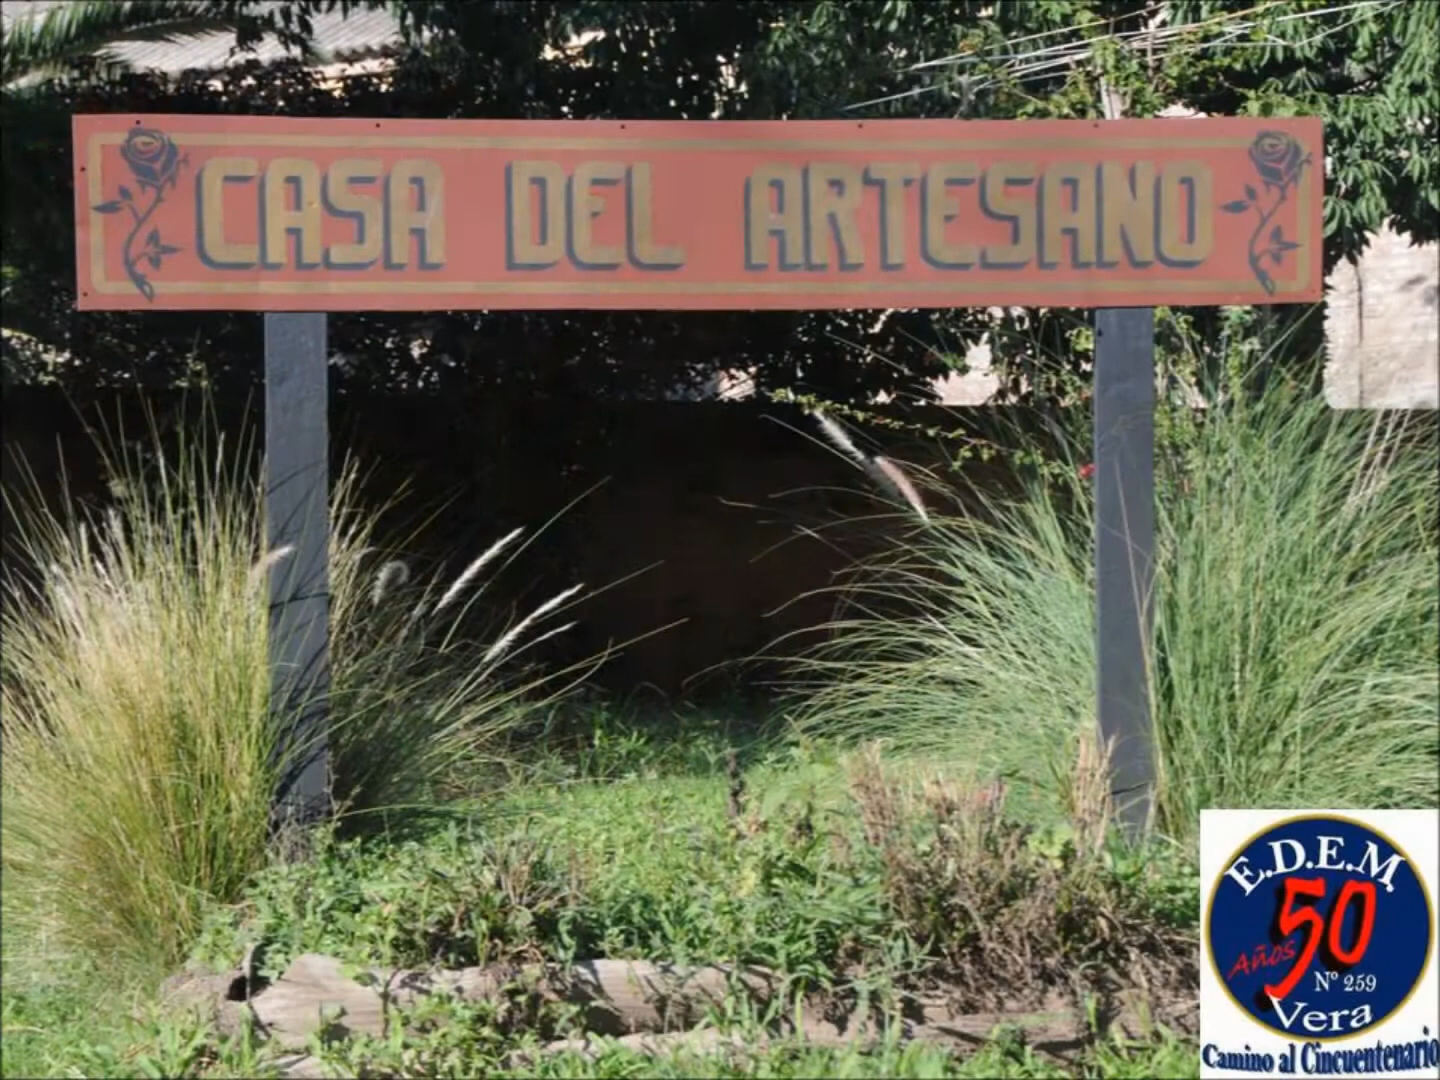 CASA DEL ARTESANO
E.D.E.M.
50
Años
Nº 259
Vera
Camino al Cincuentenario